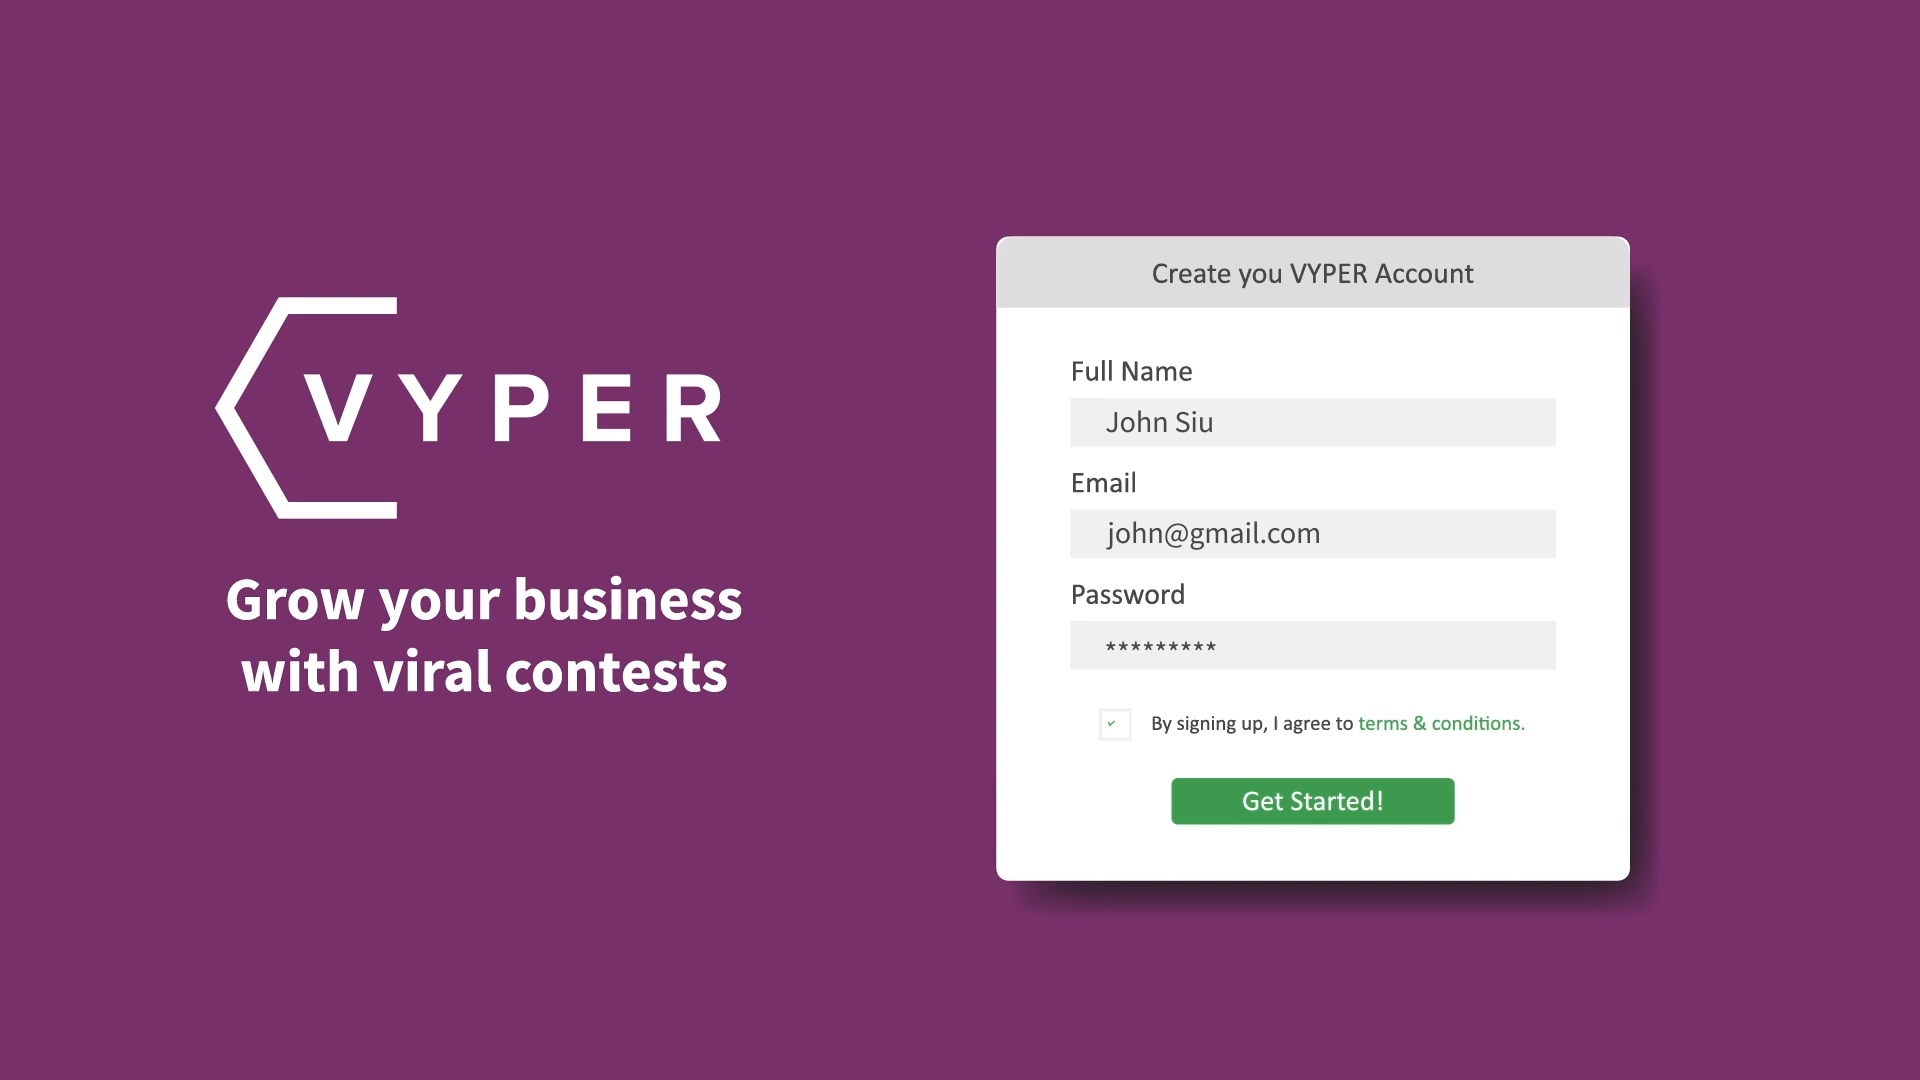 VYPER
Grow your business
with viral contests
Create you VYPER Account
Full Name
John Siu
Email
john@gmail.com
Password
*********
By signing up, I agree to terms & conditions.
Get Started!